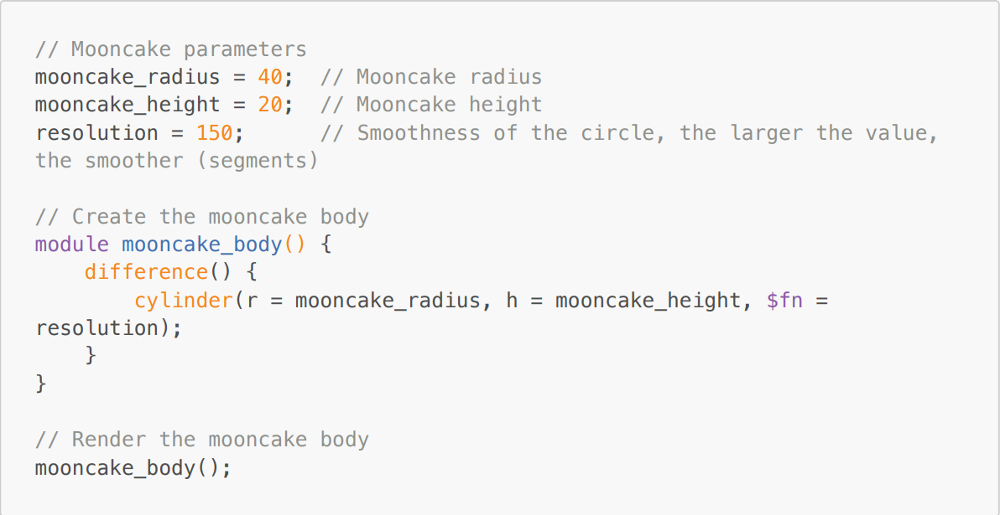 // Mooncake parameters
mooncake_radius = 40;  // Mooncake radius
mooncake_height = 20;  // Mooncake height
resolution = 150;      // Smoothness of the circle, the larger the value,
the smoother (segments)

// Create the mooncake body
module mooncake_body() {
    difference() {
        cylinder(r = mooncake_radius, h = mooncake_height, $fn =
resolution);
    }
}

// Render the mooncake body
mooncake_body();